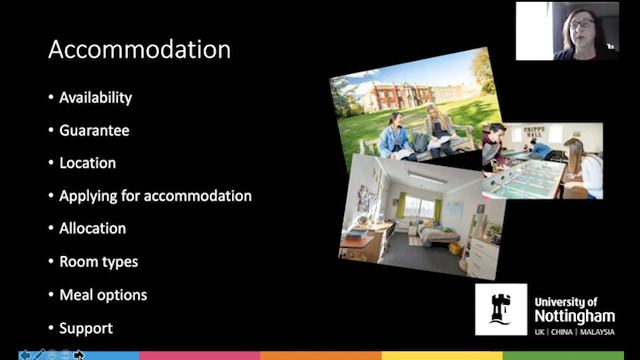 Accommodation
• Availability
• Guarantee
• Location
• Applying for accommodation
• Allocation
• Room types
• Meal options
• Support
CRIPPS
HALL
University of
Nottingham
UK | CHINA | MALAYSIA